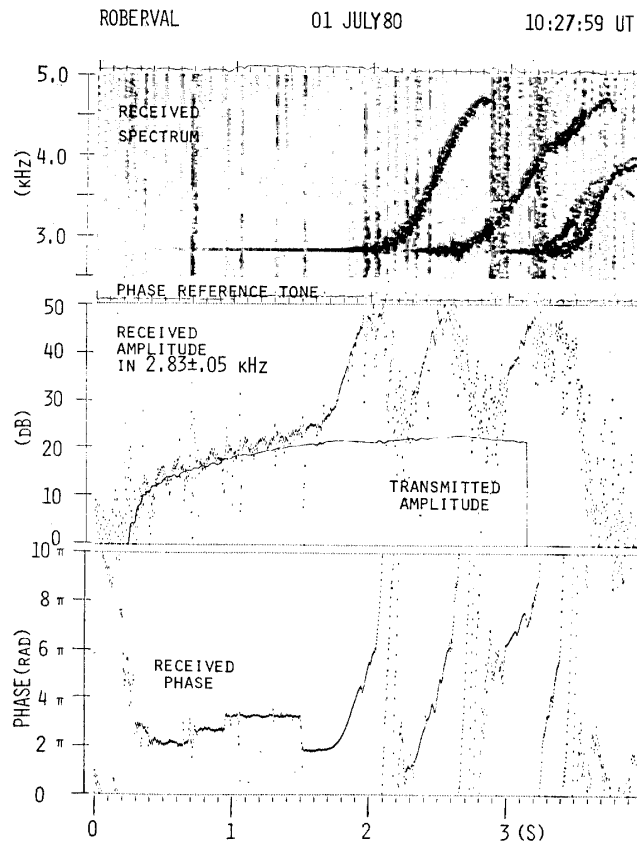 ROBERVAL 01 JULY80 10:27:59 UT
5.0
RECEIVED
SPECTRUM
4.0
(KHZ)
3.0
PHASE REFERENCE TONE
50
RECEIVED
AMPLITUDE
IN 2.83±.05 KHZ
40
30
(DB)
20
TRANSMITTED
AMPLITUDE
10
0
10 π
8 π
6 π
PHASE(RAD)
RECEIVED
PHASE
4 π
2 π
0
0 1 2 3 (S)